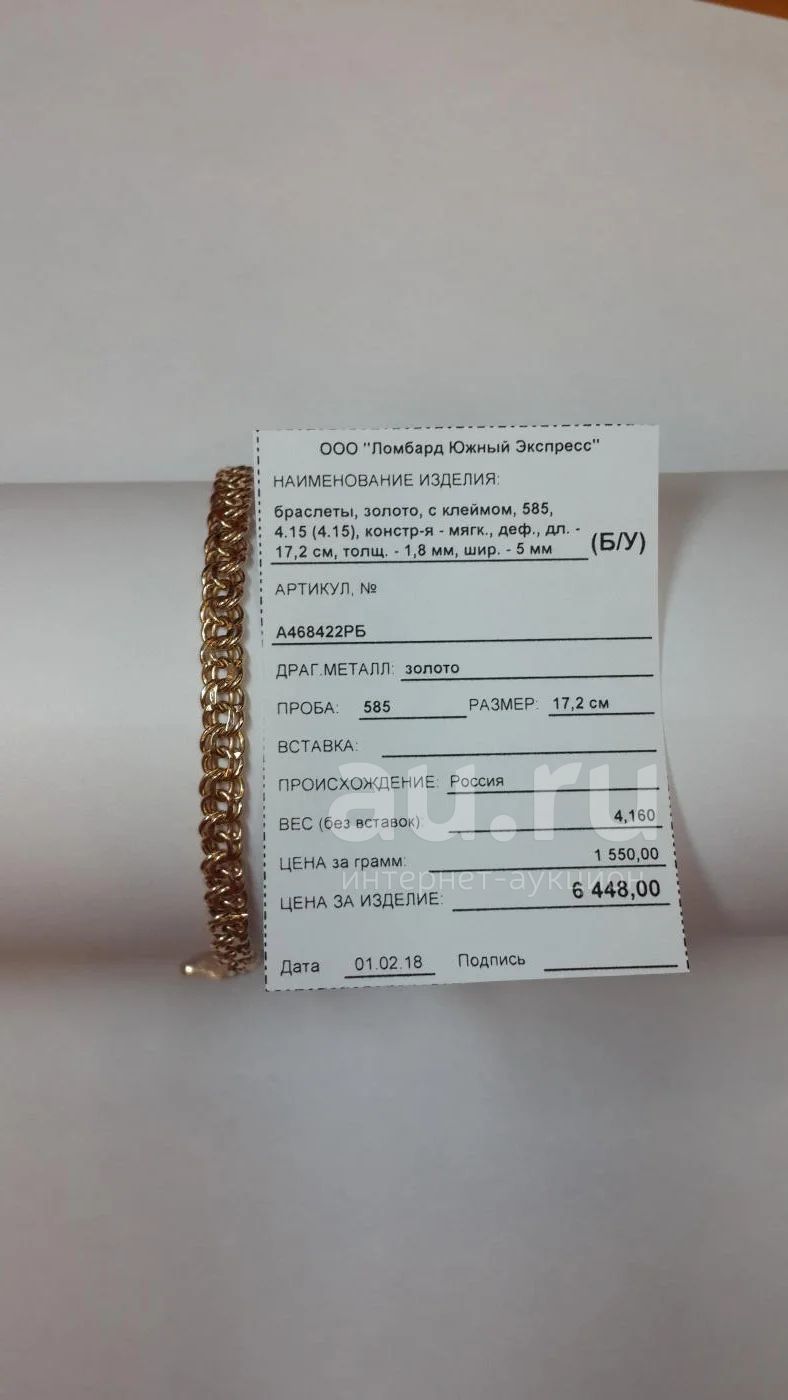 ООО "Ломбард Южный Экспресс"
НАИМЕНОВАНИЕ ИЗДЕЛИЯ:
браслеты, золото, с клеймом, 585,
4.15 (4.15), констр-я - мягк., деф., дл. -
17,2 см, толщ. - 1,8 мм, шир. - 5 мм (Б/У)
АРТИКУЛ, №
А468422РБ
ДРАГ.МЕТАЛЛ: золото
ПРОБА: 585 РАЗМЕР: 17,2 см
ВСТАВКА:
ПРОИСХОЖДЕНИЕ: Россия
au.ru
ВЕС (без вставок): 4,160
ЦЕНА за грамм: 1 550,00
интернет-аукцион
ЦЕНА ЗА ИЗДЕЛИЕ: 6 448,00
Дата 01.02.18 Подпись